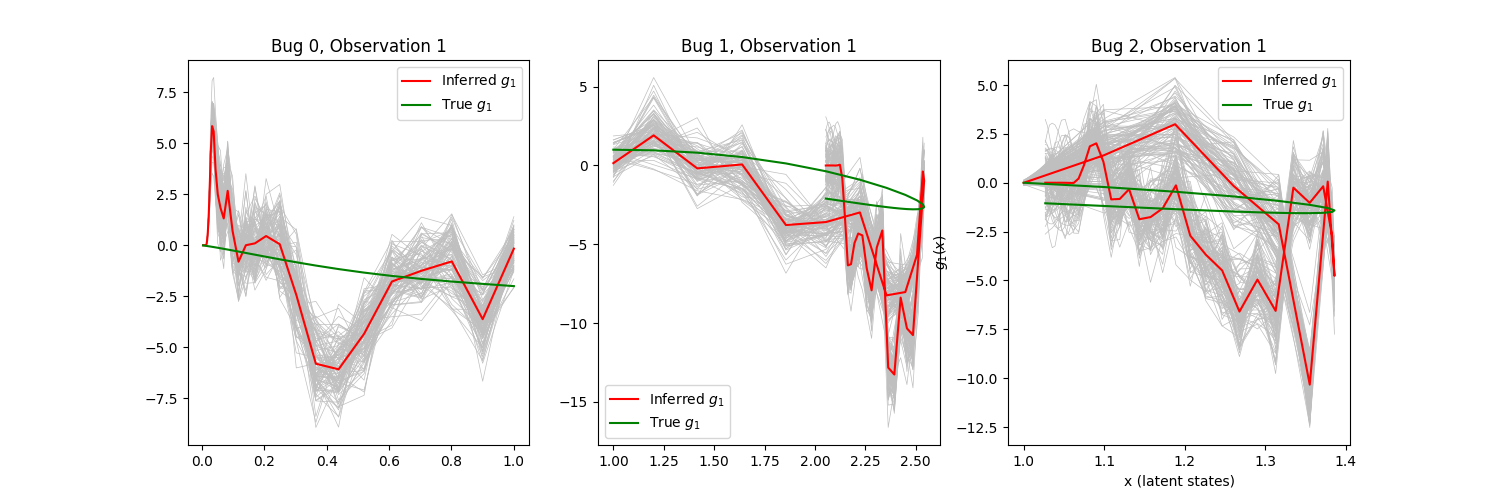 Bug 0, Observation 1
Inferred g₁
True g₁
7.5
5.0
2.5
0.0
−2.5
−5.0
−7.5
0.0 0.2 0.4 0.6 0.8 1.0
Bug 1, Observation 1
5
0
−5
−10
−15
Inferred g₁
True g₁
1.00 1.25 1.50 1.75 2.00 2.25 2.50
Bug 2, Observation 1
Inferred g₁
True g₁
g₁(x)
5.0
2.5
0.0
−2.5
−5.0
−7.5
−10.0
−12.5
1.0 1.1 1.2 1.3 1.4
x (latent states)